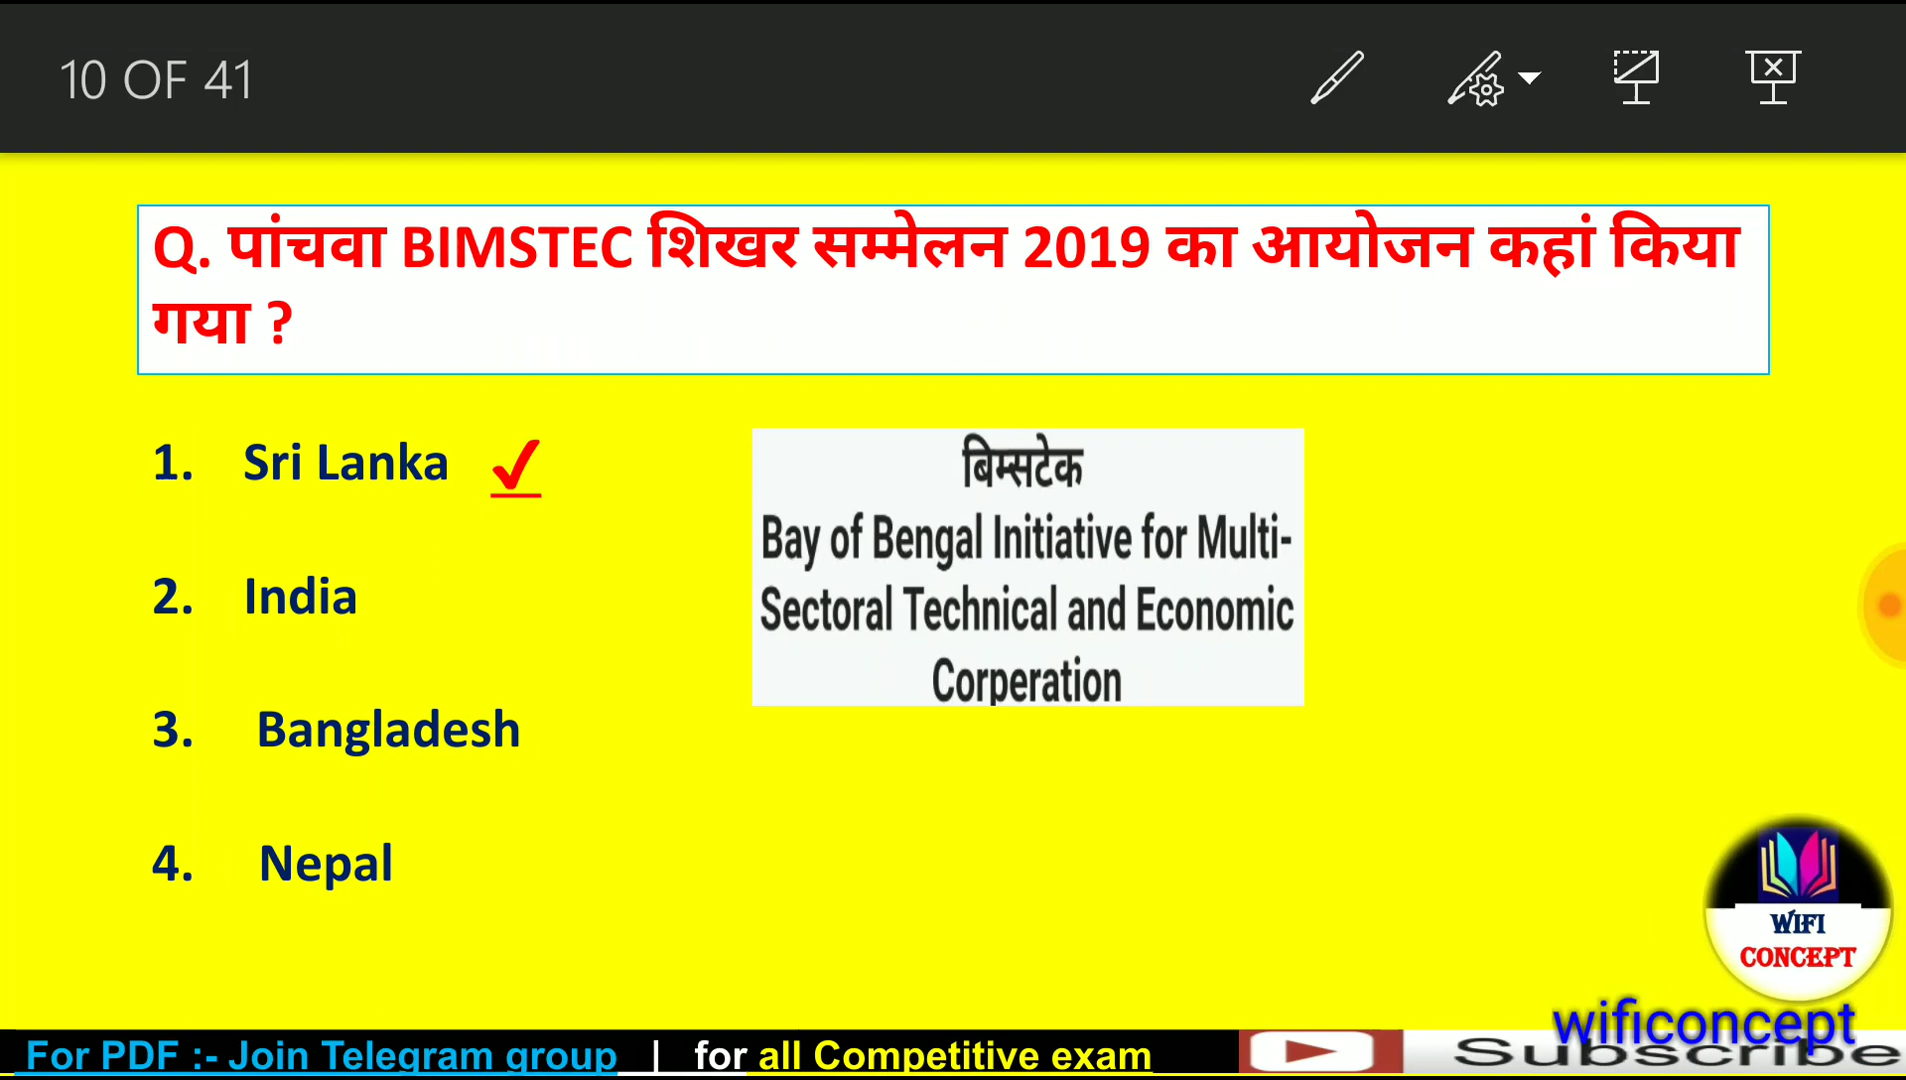 10 OF 41
Q. पांचवा BIMSTEC शिखर सम्मेलन 2019 का आयोजन कहां किया
गया ?
1. Sri Lanka ✓
2. India
3. Bangladesh
4. Nepal
बिम्सटेक
Bay of Bengal Initiative for Multi-
Sectoral Technical and Economic
Corperation
WIFI
CONCEPT
wificoncept
For PDF :- Join Telegram group | for all Competitive exam
Subscribe